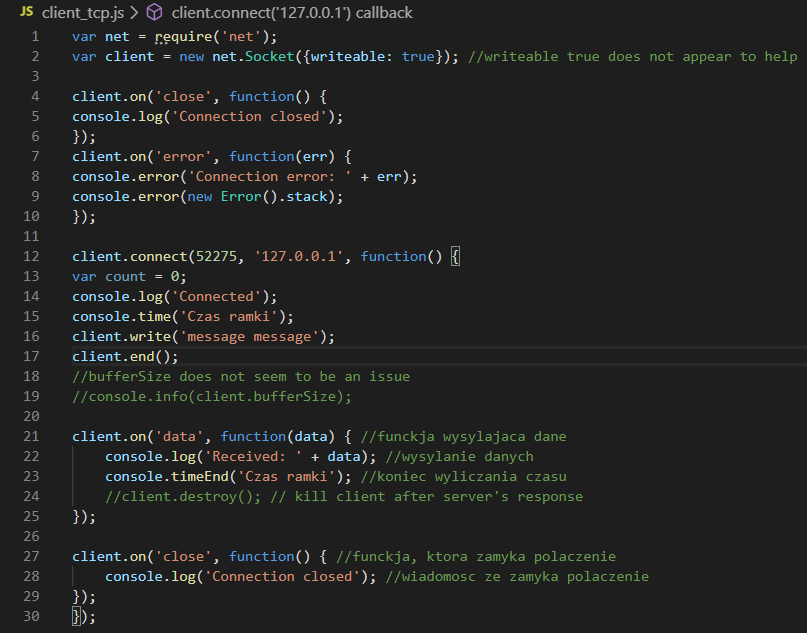 JS client_tcp.js > client.connect('127.0.0.1') callback
1 var net = require('net');
2 var client = new net.Socket({writeable: true}); //writeable true does not appear to help
3
4 client.on('close', function() {
5 console.log('Connection closed');
6 });
7 client.on('error', function(err) {
8 console.error('Connection error: ' + err);
9 console.error(new Error().stack);
10 });
11
12 client.connect(52275, '127.0.0.1', function() {
13 var count = 0;
14 console.log('Connected');
15 console.time('Czas ramki');
16 client.write('message message');
17 client.end();
18 //bufferSize does not seem to be an issue
19 //console.info(client.bufferSize);
20
21 client.on('data', function(data) { //funckja wysylajaca dane
22     console.log('Received: ' + data); //wysylanie danych
23     console.timeEnd('Czas ramki'); //koniec wyliczania czasu
24     //client.destroy(); // kill client after server's response
25 });
26
27 client.on('close', function() { //funckja, ktora zamyka polaczenie
28     console.log('Connection closed'); //wiadomosc ze zamyka polaczenie
29 });
30 });